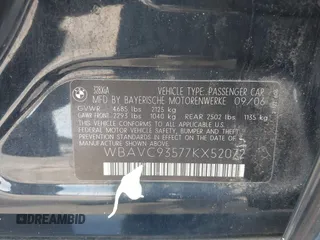 VEHICLE TYPE: PASSENGER CAR
MFD BY BAYERISCHE MOTORENWERKE 09/06
GVWR 4685 lbs 2125 kg
GAWR FRONT: 2293 lbs 1040 kg REAR 2502 lbs 1135 kg
THIS VEHICLE CONFORMS TO ALL APPLICABLE FEDERAL
MOTOR VEHICLE SAFETY, BUMPER AND THEFT
PREVENTION STANDARDS IN EFFECT ON THE DATE
OF MANUFACTURE SHOWN ABOVE.
WBAVC93577KX520
DREAMBID